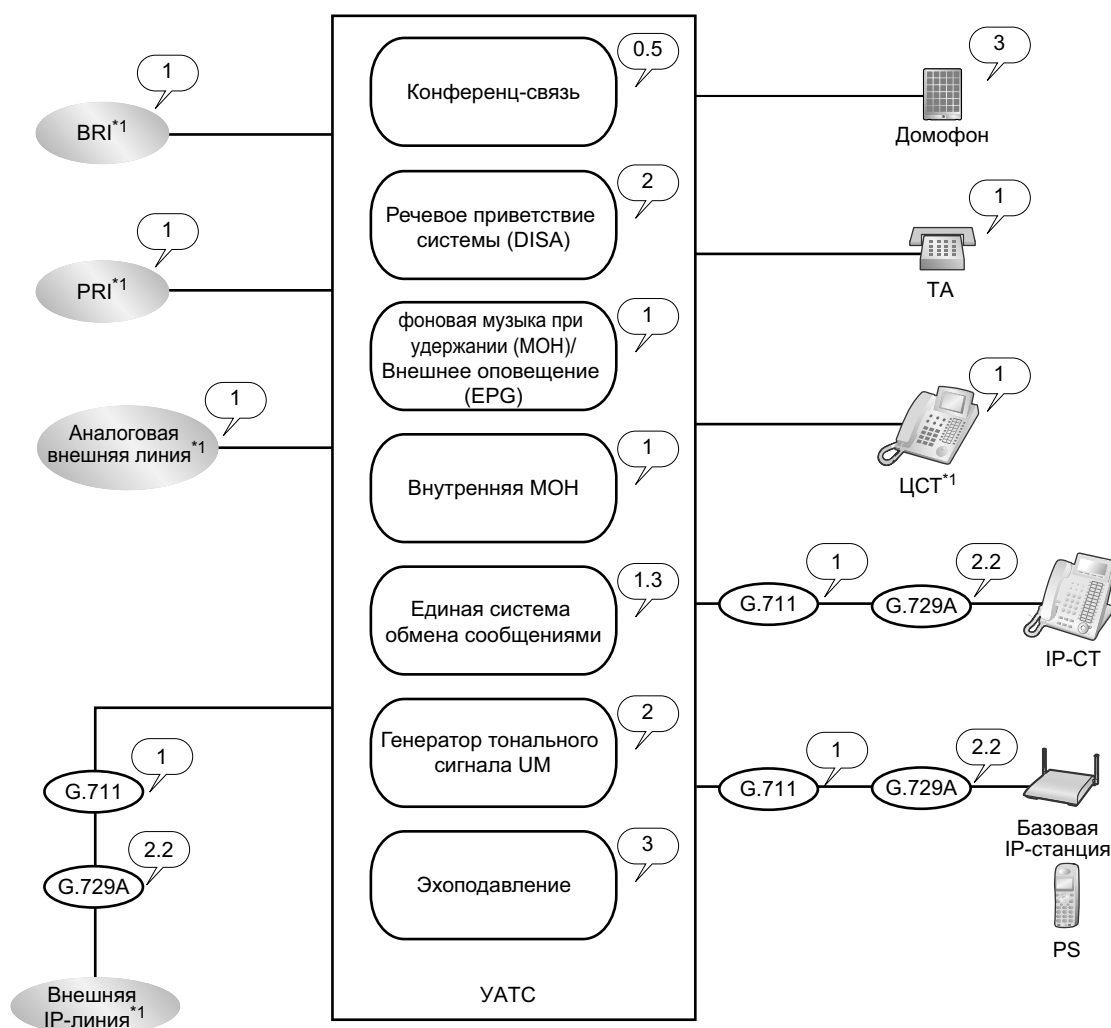 1
BRI*1
1
PRI*1
1
Аналоговая
внешняя линия*1
1
G.711
2.2
G.729A
Внешняя
IP-линия*1
0.5
Конференц-связь
2
Речевое приветствие
системы (DISA)
1
фоновая музыка при
удержании (МОН)/
Внешнее оповещение
(EPG)
1
Внутренняя МОН
1.3
Единая система
обмена сообщениями
2
Генератор тонального
сигнала UM
3
Эхоподавление
УАТС
3
Домофон
1
ТА
1
ЦСТ*1
1
G.711
2.2
G.729A
IP-СТ
1
G.711
2.2
G.729A
Базовая
IP-станция
PS